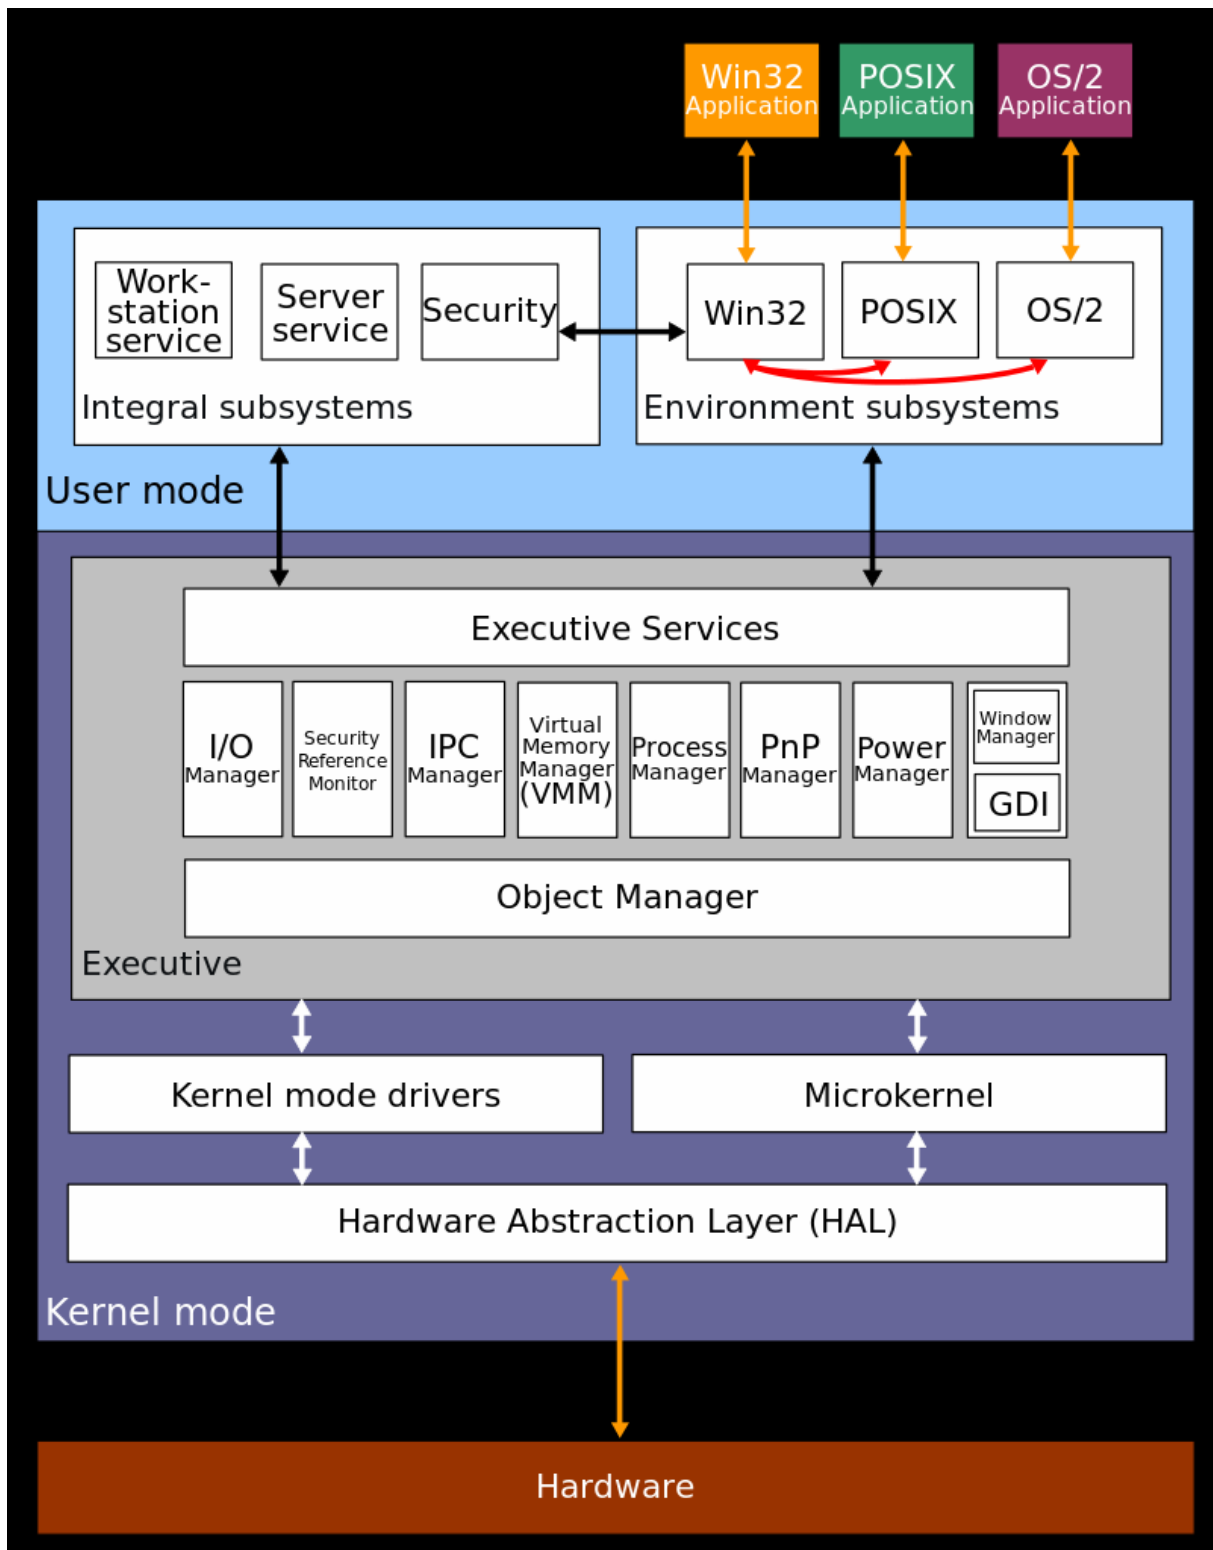 Win32
Application
POSIX
Application
OS/2
Application
Work-
station
service
Server
service
Security
Integral subsystems
Win32
POSIX
OS/2
Environment subsystems
User mode
Executive Services
I/O
Manager
Security
Reference
Monitor
IPC
Manager
Virtual
Memory
Manager
(VMM)
Process
Manager
PnP
Manager
Power
Manager
Window
Manager
GDI
Object Manager
Executive
Kernel mode drivers
Microkernel
Hardware Abstraction Layer (HAL)
Kernel mode
Hardware